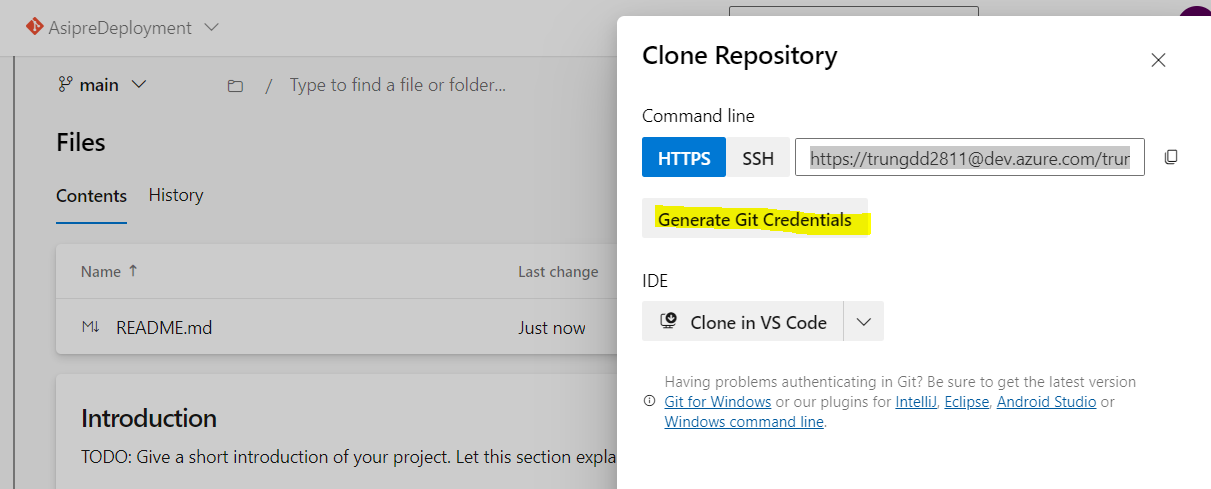 AsipreDeployment
main
/ Type to find a file or folder...
Files
Contents History
Name ↑ Last change
M↓ README.md Just now
Introduction
TODO: Give a short introduction of your project. Let this section expla
Clone Repository
Command line
HTTPS SSH https://trungdd2811@dev.azure.com/trun
Generate Git Credentials
IDE
Clone in VS Code
Having problems authenticating in Git? Be sure to get the latest version
Git for Windows or our plugins for IntelliJ, Eclipse, Android Studio or
Windows command line.